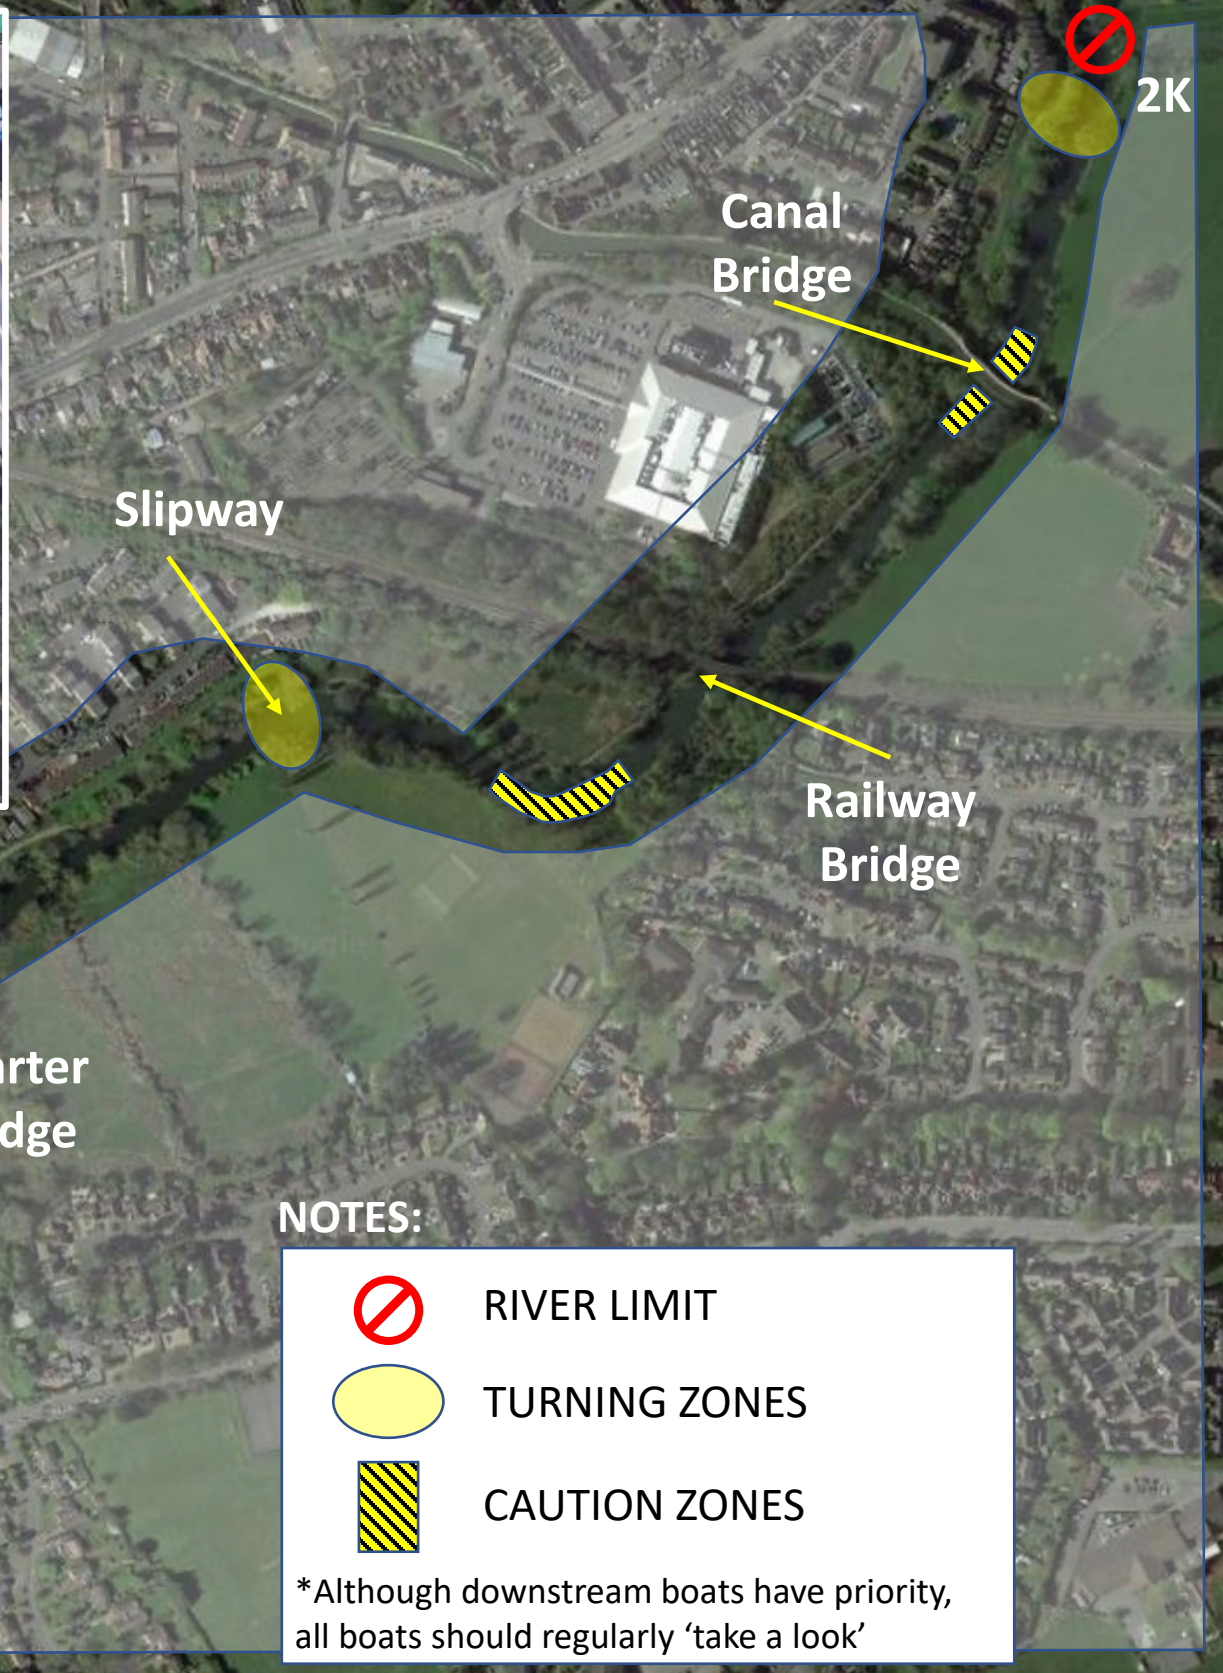 2K
Canal
Bridge
Slipway
Railway
Bridge
arter
dge
NOTES:
RIVER LIMIT
TURNING ZONES
CAUTION ZONES
*Although downstream boats have priority,
all boats should regularly ‘take a look’